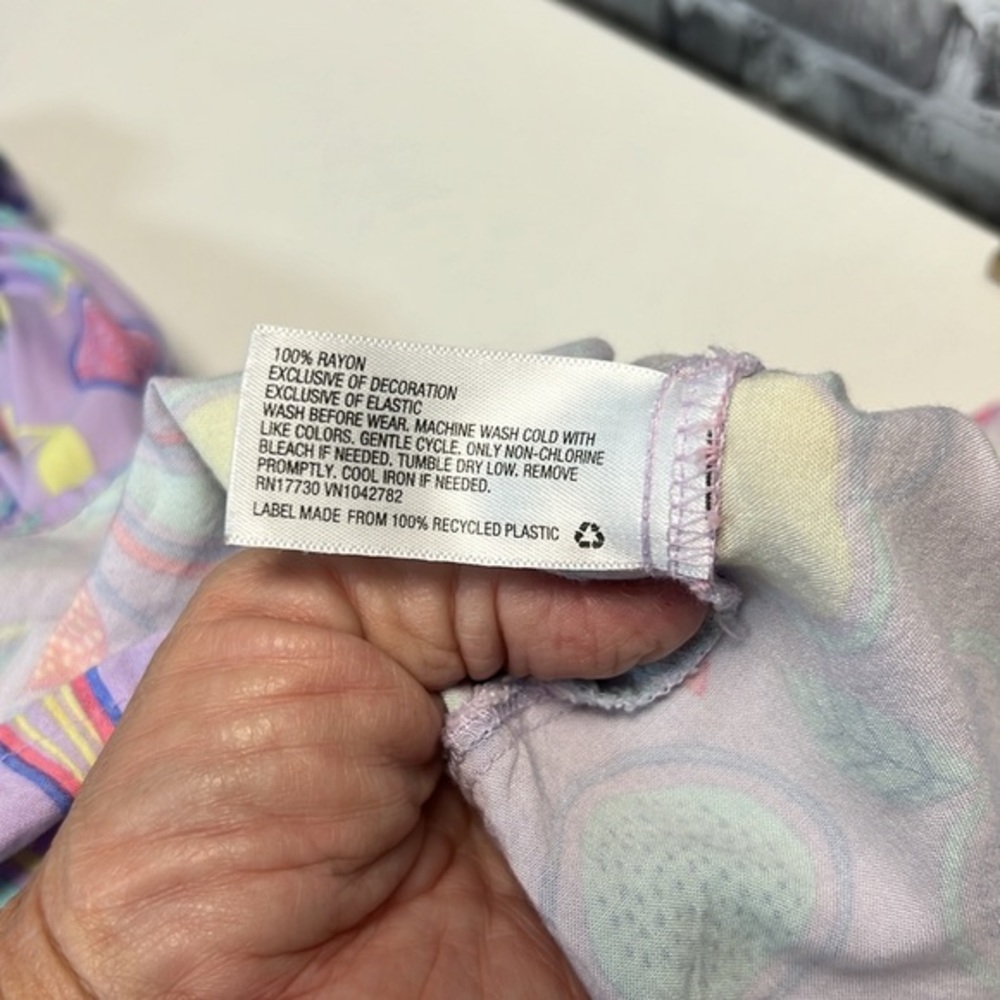 100% RAYON
EXCLUSIVE OF DECORATION
EXCLUSIVE OF ELASTIC
WASH BEFORE WEAR. MACHINE WASH COLD WITH
LIKE COLORS. GENTLE CYCLE. ONLY NON-CHLORINE
BLEACH IF NEEDED. TUMBLE DRY LOW. REMOVE
PROMPTLY. COOL IRON IF NEEDED.
RN17730 VN1042782
LABEL MADE FROM 100% RECYCLED PLASTIC